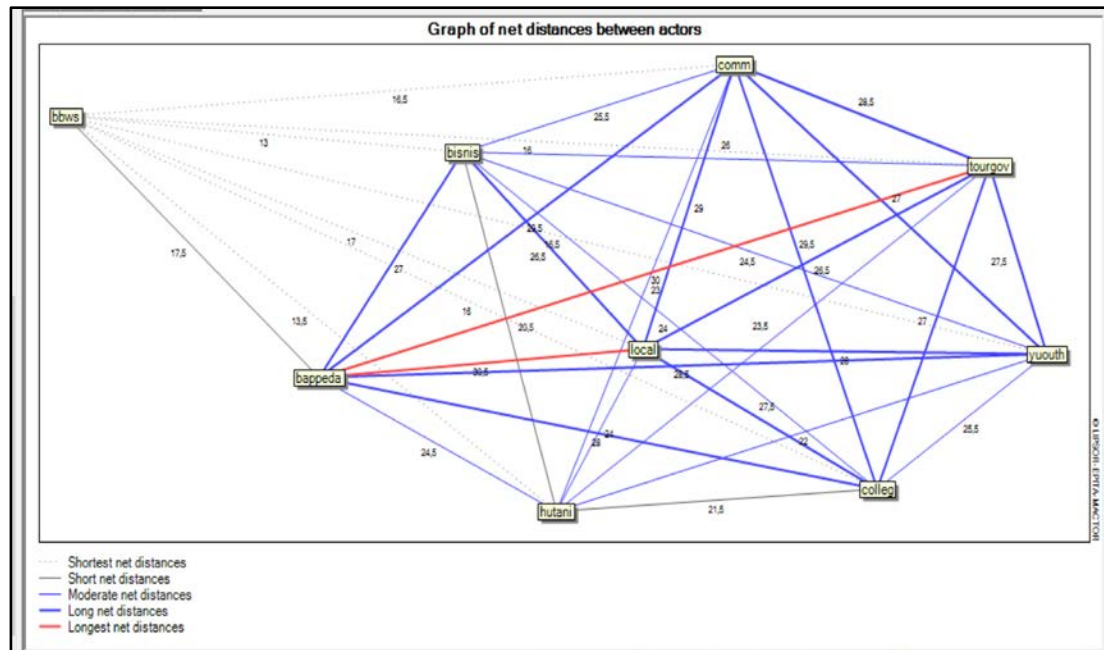 Graph of net distances between actors
comm
bbws
16,5
28,5
25,5
13
bisnis
16
26
tourgov
27
29
29,5
16,5
29,5
17
17,5
26,5
24,5
27
26,5
27,5
30
23
16
13,5
20,5
24
23,5
27
local
yuouth
28
bappeda
30,5
28,5
27,5
24
28
22
25,5
24,5
colleg
hutani
21,5
© LIPSOR-EPITA-MACTOR
Shortest net distances
Short net distances
Moderate net distances
Long net distances
Longest net distances